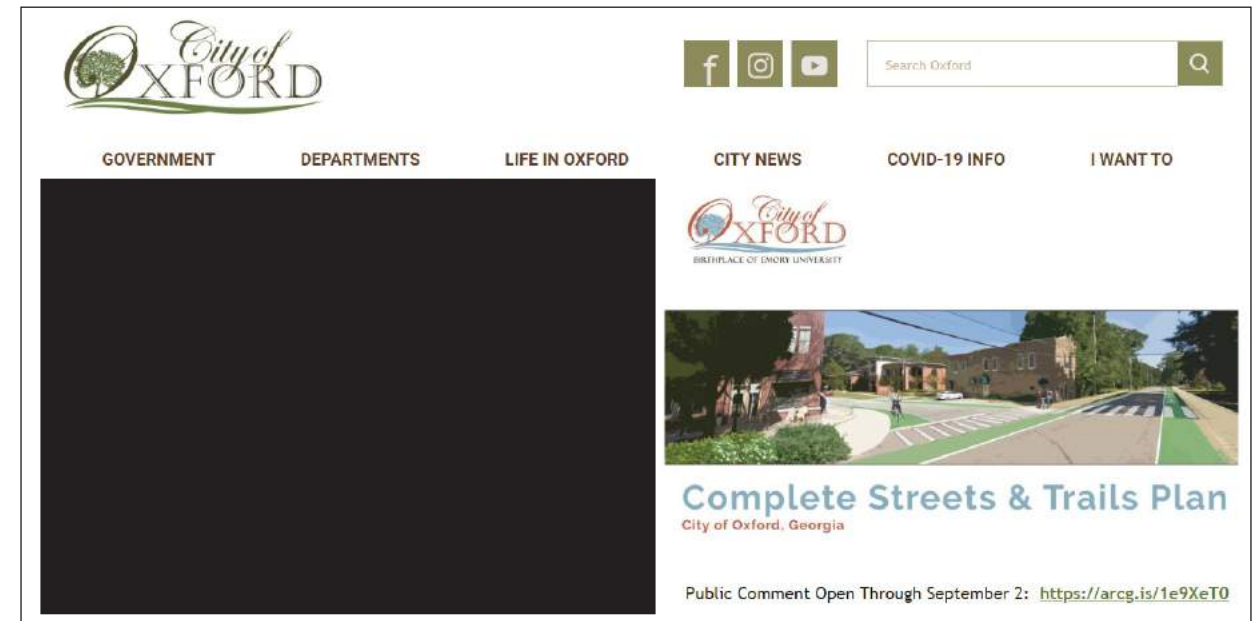 City of
OXFORD
f
Search Oxford
GOVERNMENT DEPARTMENTS LIFE IN OXFORD CITY NEWS COVID-19 INFO I WANT TO
City of
OXFORD
BIRTHPLACE OF EMORY UNIVERSITY
Complete Streets & Trails Plan
City of Oxford, Georgia
Public Comment Open Through September 2: https://arcg.is/1e9XeT0